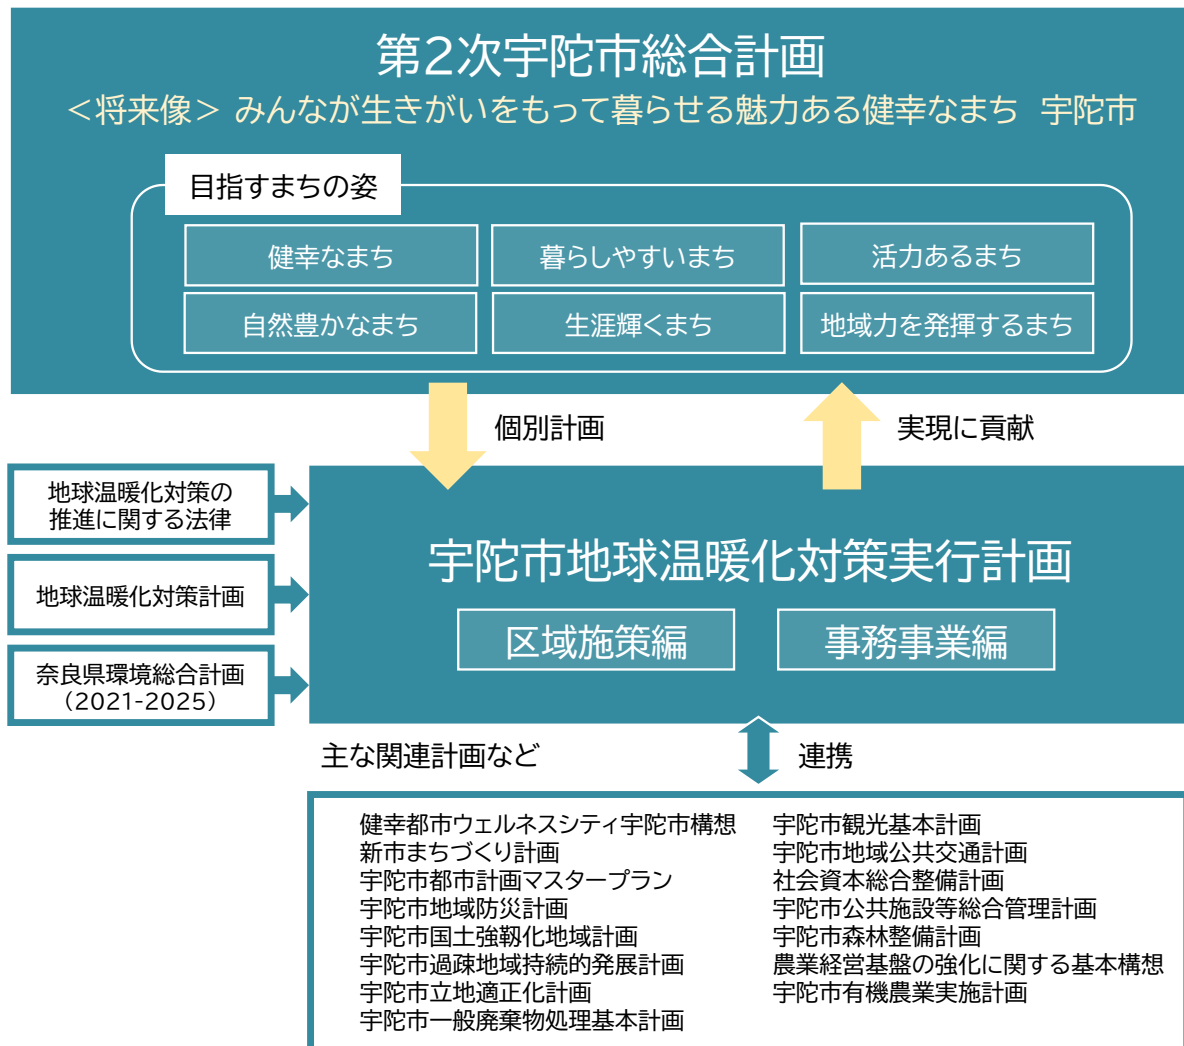 第2次宇陀市総合計画
＜将来像＞ みんなが生きがいをもって暮らせる魅力ある健幸なまち　宇陀市
目指すまちの姿
健幸なまち
暮らしやすいまち
活力あるまち
自然豊かなまち
生涯輝くまち
地域力を発揮するまち
個別計画
実現に貢献
地球温暖化対策の
推進に関する法律
地球温暖化対策計画
奈良県環境総合計画
（2021-2025）
宇陀市地球温暖化対策実行計画
区域施策編
事務事業編
主な関連計画など
連携
健幸都市ウェルネスシティ宇陀市構想
新市まちづくり計画
宇陀市都市計画マスタープラン
宇陀市地域防災計画
宇陀市国土強靱化地域計画
宇陀市過疎地域持続的発展計画
宇陀市立地適正化計画
宇陀市一般廃棄物処理基本計画
宇陀市観光基本計画
宇陀市地域公共交通計画
社会資本総合整備計画
宇陀市公共施設等総合管理計画
宇陀市森林整備計画
農業経営基盤の強化に関する基本構想
宇陀市有機農業実施計画